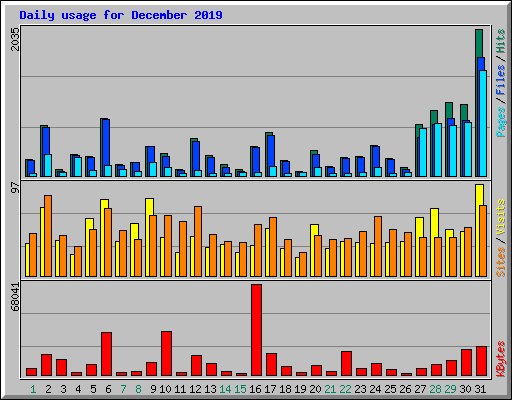 Daily usage for December 2019
2035
Pages / Files / Hits
97
Sites / Visits
68041
KBytes
1 2 3 4 5 6 7 8 9 10 11 12 13 14 15 16 17 18 19 20 21 22 23 24 25 26 27 28 29 30 31